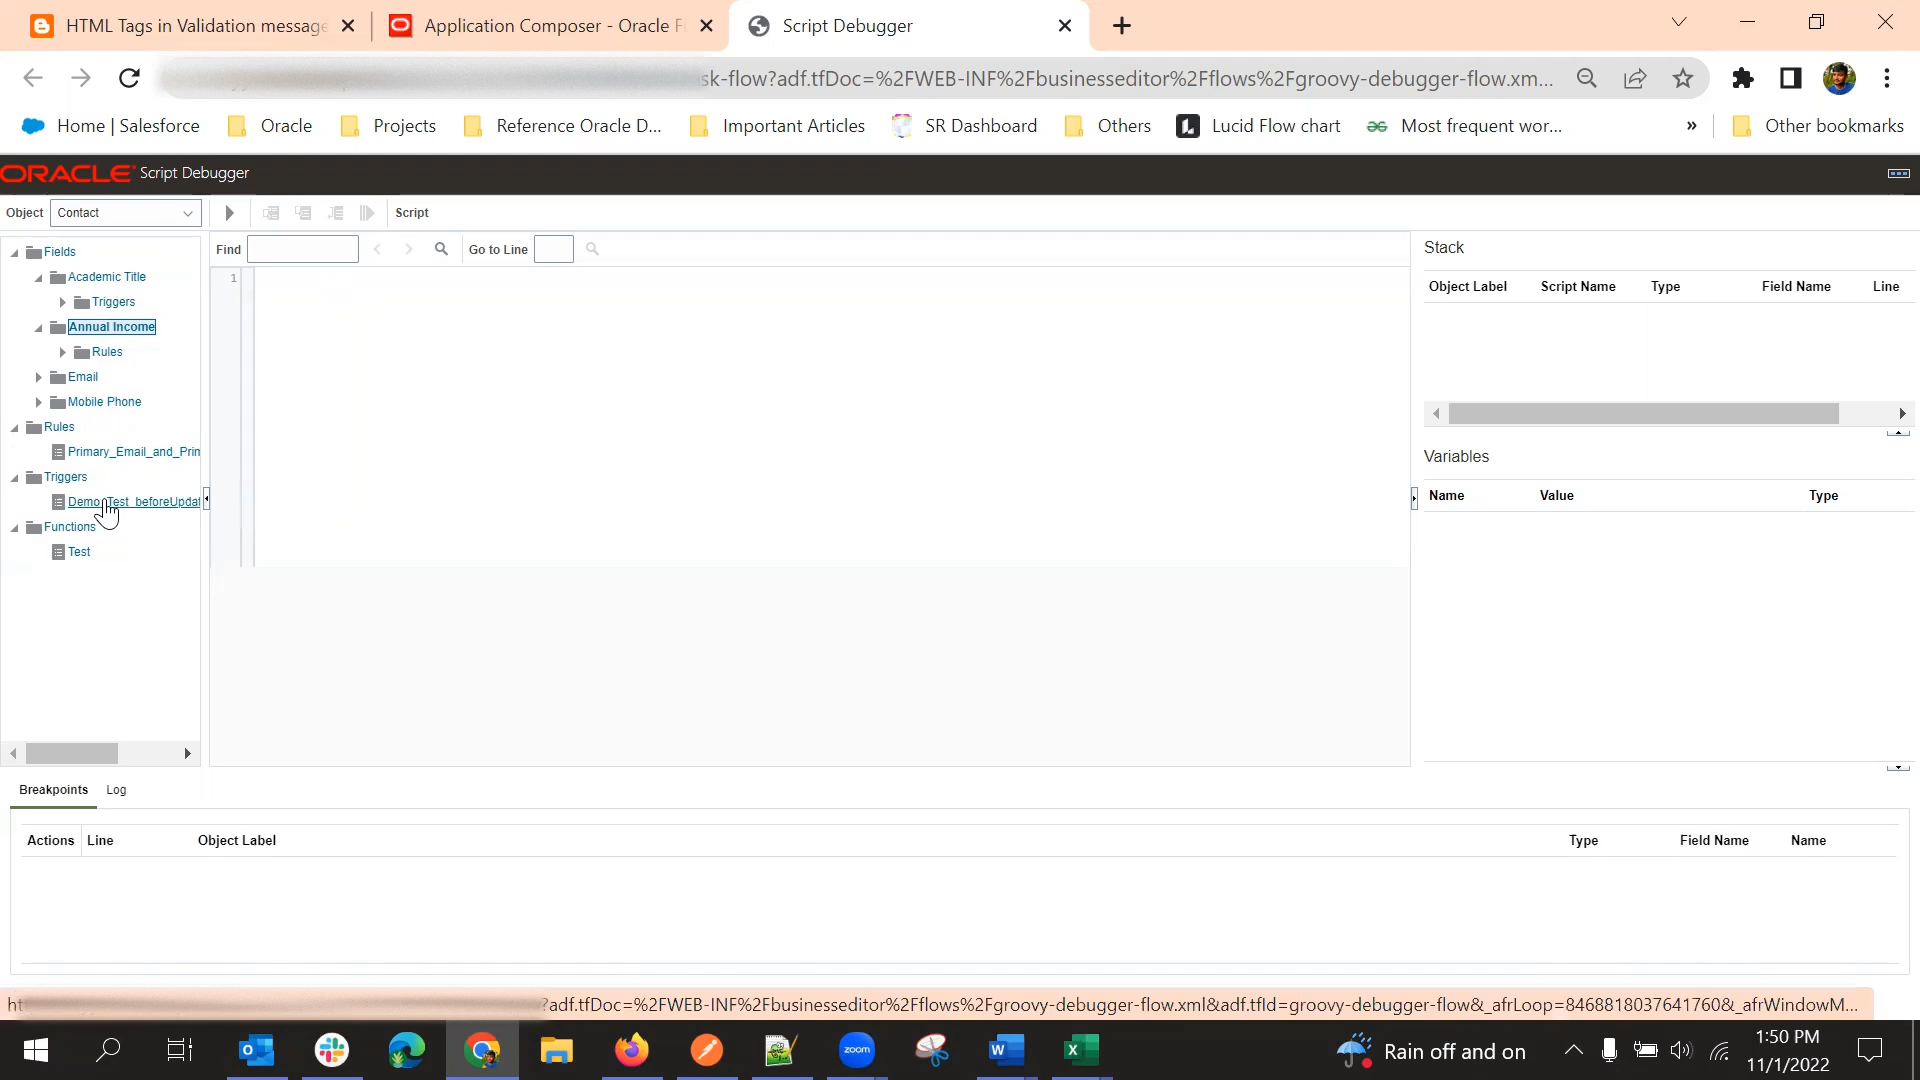 HTML Tags in Validation message
Application Composer - Oracle F
Script Debugger
sk-flow?adf.tfDoc=%2FWEB-INF%2Fbusinesseditor%2Fflows%2Fgroovy-debugger-flow.xm...
Home | Salesforce
Oracle
Projects
Reference Oracle D...
Important Articles
SR Dashboard
Others
Lucid Flow chart
Most frequent wor...
»
Other bookmarks
ORACLE Script Debugger
Object Contact
Script
Fields
Academic Title
Triggers
Annual Income
Rules
Email
Mobile Phone
Rules
Primary_Email_and_Prin
Triggers
Demo_Test_beforeUpdat
Functions
Test
Find
Go to Line
1
Stack
Object Label Script Name Type Field Name Line
Variables
Name Value Type
Breakpoints Log
Actions Line Object Label Type Field Name Name
?adf.tfDoc=%2FWEB-INF%2Fbusinesseditor%2Fflows%2Fgroovy-debugger-flow.xml&adf.tfId=groovy-debugger-flow&_afrLoop=8468818037641760&_afrWindowM...
zoom
Rain off and on
1:50 PM
11/1/2022